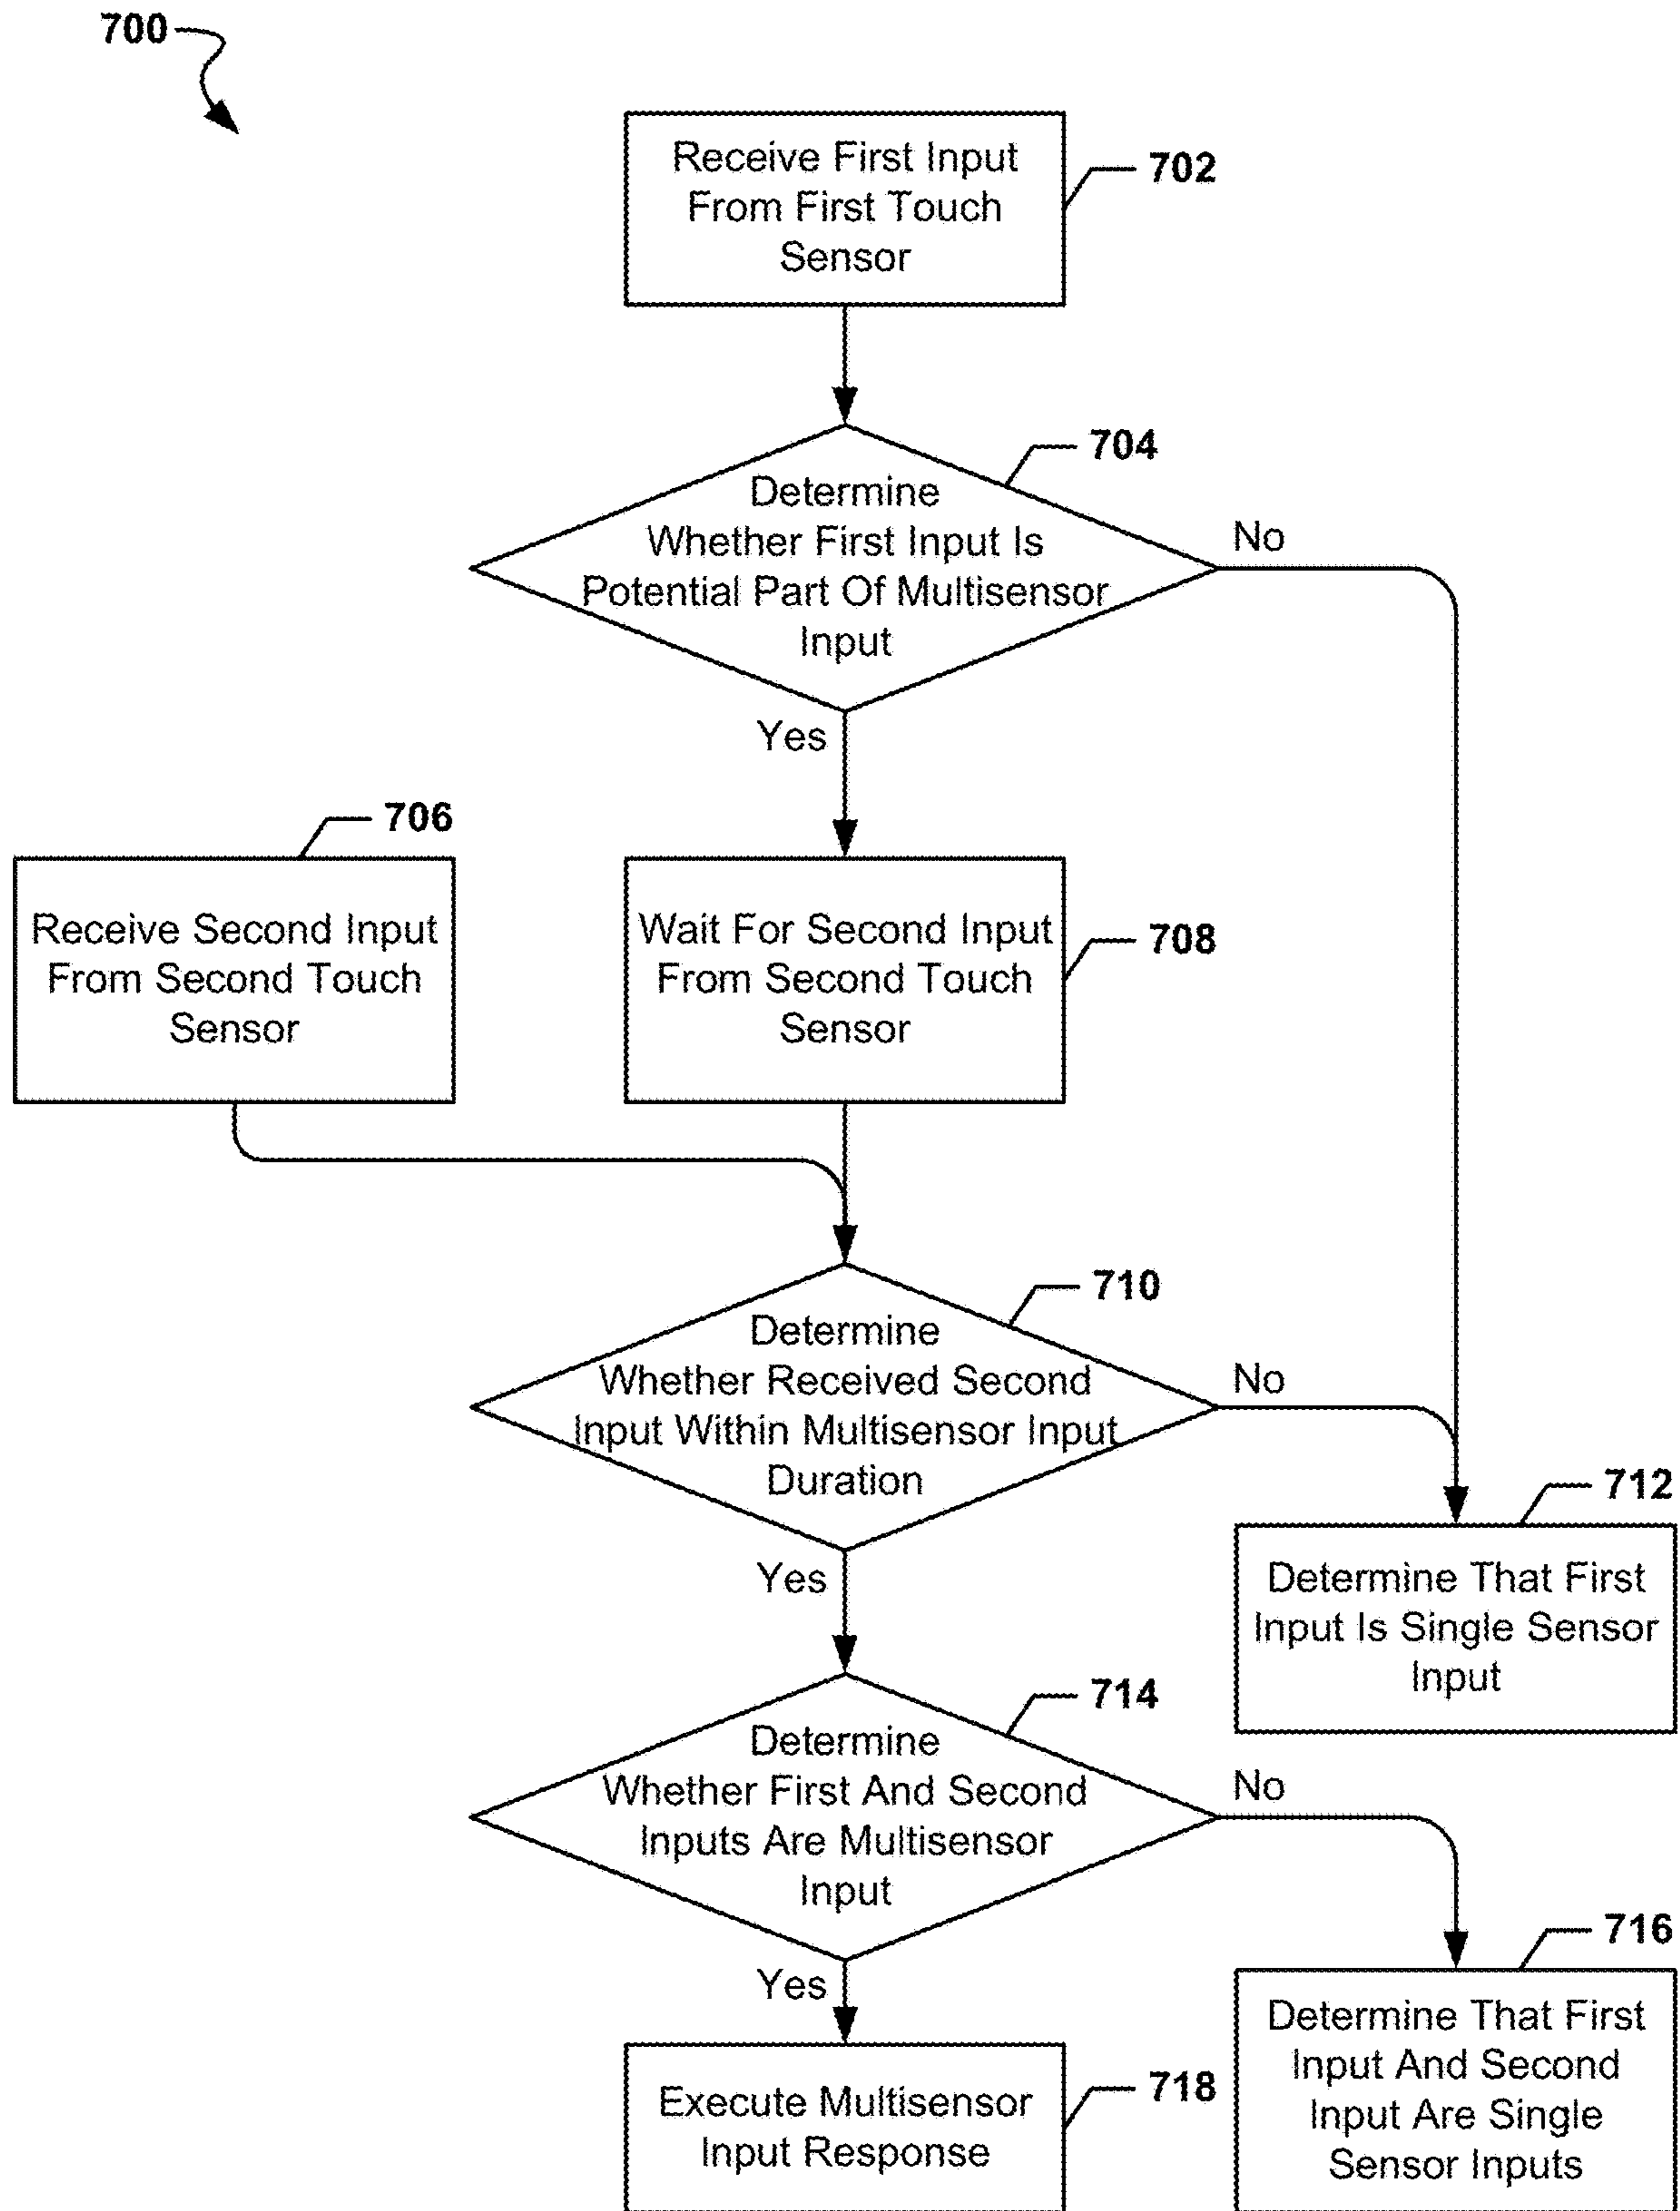 700
Receive First Input
From First Touch
Sensor
702
704
Determine
Whether First Input Is
Potential Part Of Multisensor
Input
No
Yes
706
Receive Second Input
From Second Touch
Sensor
Wait For Second Input
From Second Touch
Sensor
708
710
Determine
Whether Received Second
Input Within Multisensor Input
Duration
No
Yes
712
Determine That First
Input Is Single Sensor
Input
714
Determine
Whether First And Second
Inputs Are Multisensor
Input
No
Yes
716
Determine That First
Input And Second
Input Are Single
Sensor Inputs
Execute Multisensor
Input Response
718